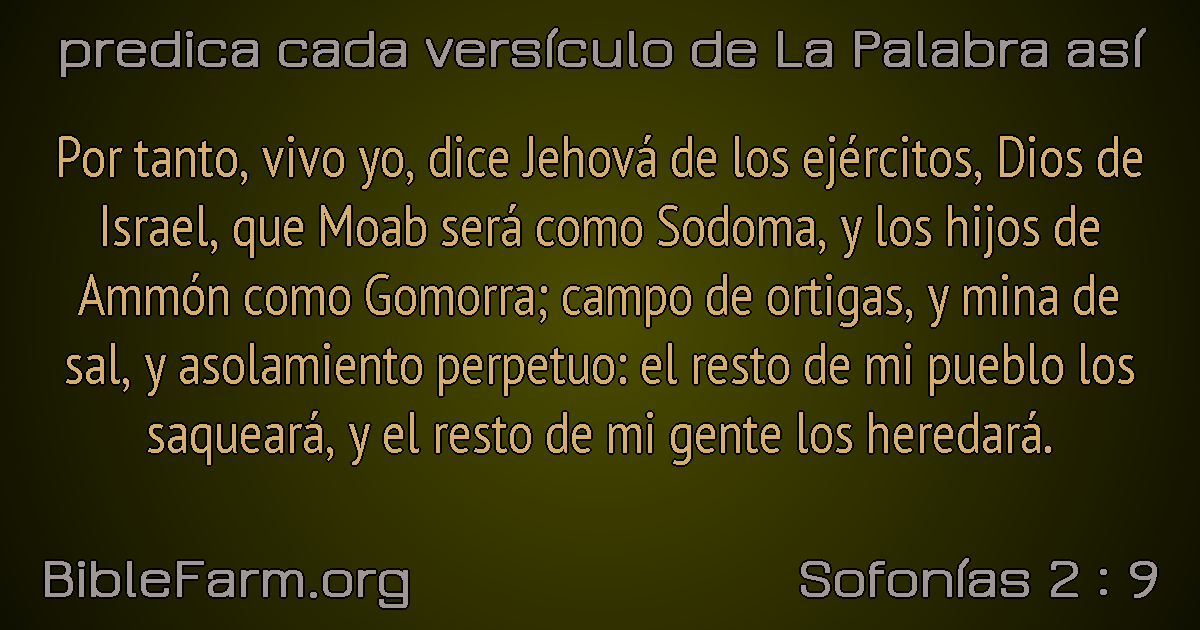 predica cada versículo de La Palabra así
Por tanto, vivo yo, dice Jehová de los ejércitos, Dios de
Israel, que Moab será como Sodoma, y los hijos de
Ammón como Gomorra; campo de ortigas, y mina de
sal, y asolamiento perpetuo: el resto de mi pueblo los
saqueará, y el resto de mi gente los heredará.
BibleFarm.org
Sofonías 2 : 9